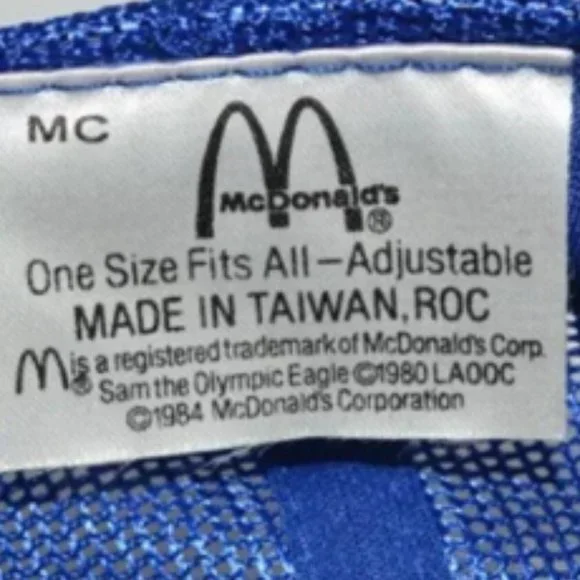 MC
McDonald's
®
One Size Fits All–Adjustable
MADE IN TAIWAN, ROC
M® is a registered trademark of McDonald's Corp.
Sam the Olympic Eagle ©1980 LAOOC
©1984 McDonald's Corporation